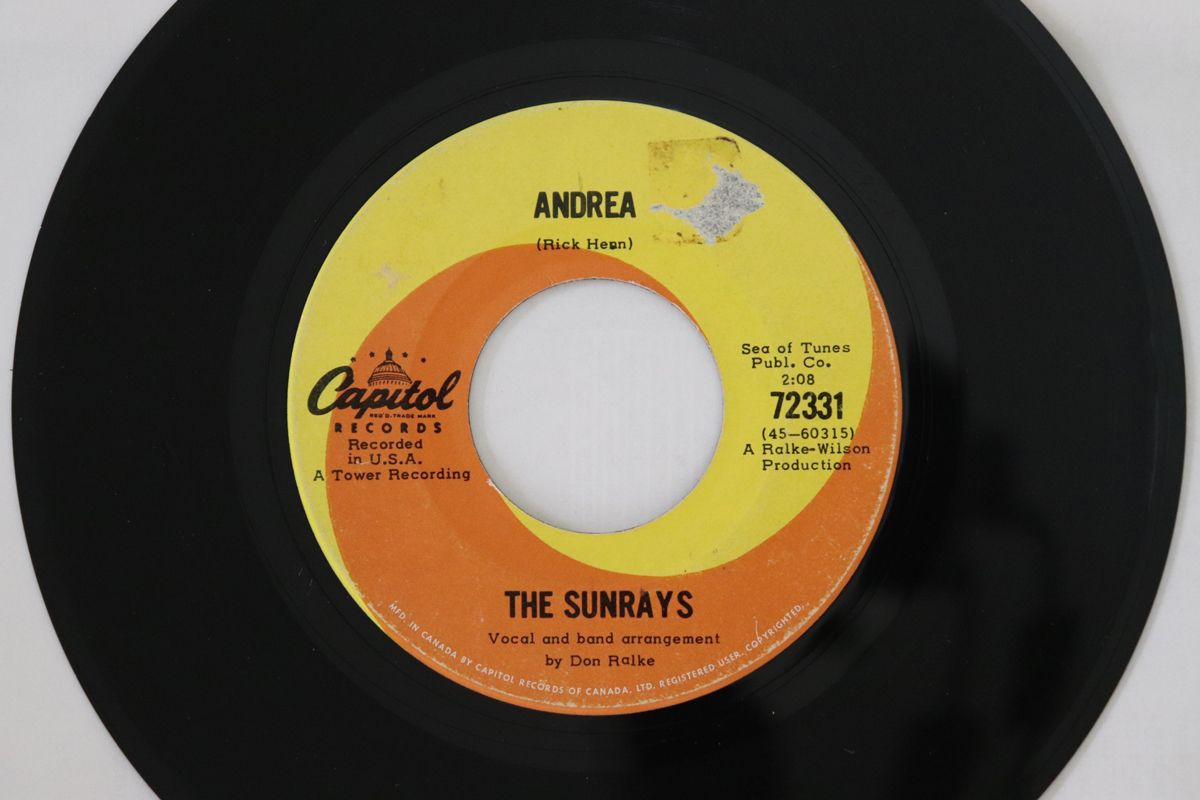 ANDREA
(Rick Henn)
Capitol
REG'D. TRADE MARK
RECORDS
Recorded
in U.S.A.
A Tower Recording
Sea of Tunes
Publ. Co.
2:08
72331
(45-60315)
A Ralke-Wilson
Production
THE SUNRAYS
Vocal and band arrangement
by Don Ralke
MFD. IN CANADA BY CAPITOL RECORDS OF CANADA, LTD. REGISTERED USER. COPYRIGHTED.